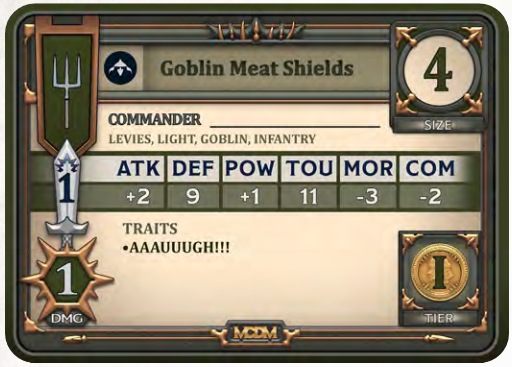 Goblin Meat Shields
4
SIZE
COMMANDER
LEVIES, LIGHT, GOBLIN, INFANTRY
1
ATK DEF POW TOU MOR COM
+2 9 +1 11 -3 -2
TRAITS
•AAAUUUGH!!!
1
DMG
I
TIER
MCDM